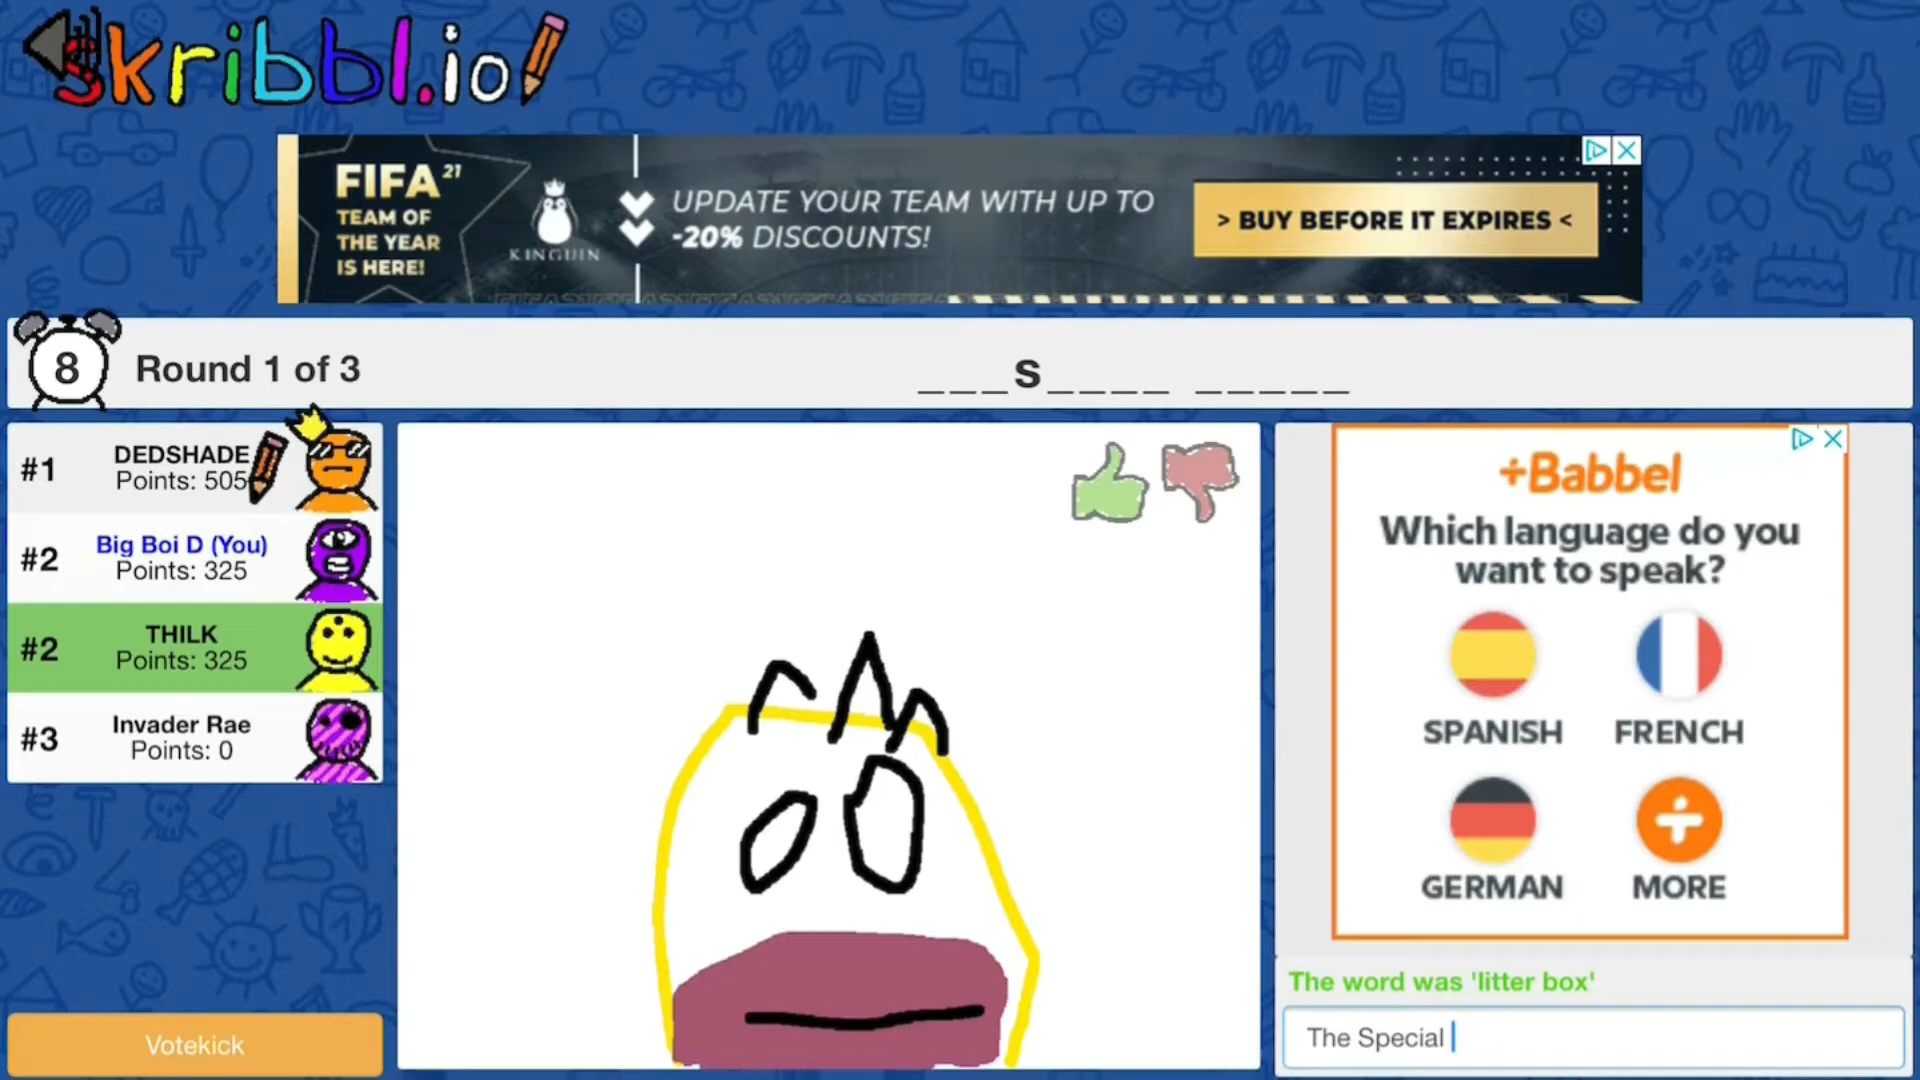 skribbl.io
FIFA 21
TEAM OF
THE YEAR
IS HERE!
KINGUIN
UPDATE YOUR TEAM WITH UP TO
-20% DISCOUNTS!
> BUY BEFORE IT EXPIRES <
8
Round 1 of 3
___s____ _____
#1
DEDSHADE
Points: 505
#2
Big Boi D (You)
Points: 325
#2
THILK
Points: 325
#3
Invader Rae
Points: 0
Votekick
+Babbel
Which language do you
want to speak?
SPANISH
FRENCH
GERMAN
MORE
The word was 'litter box'
The Special